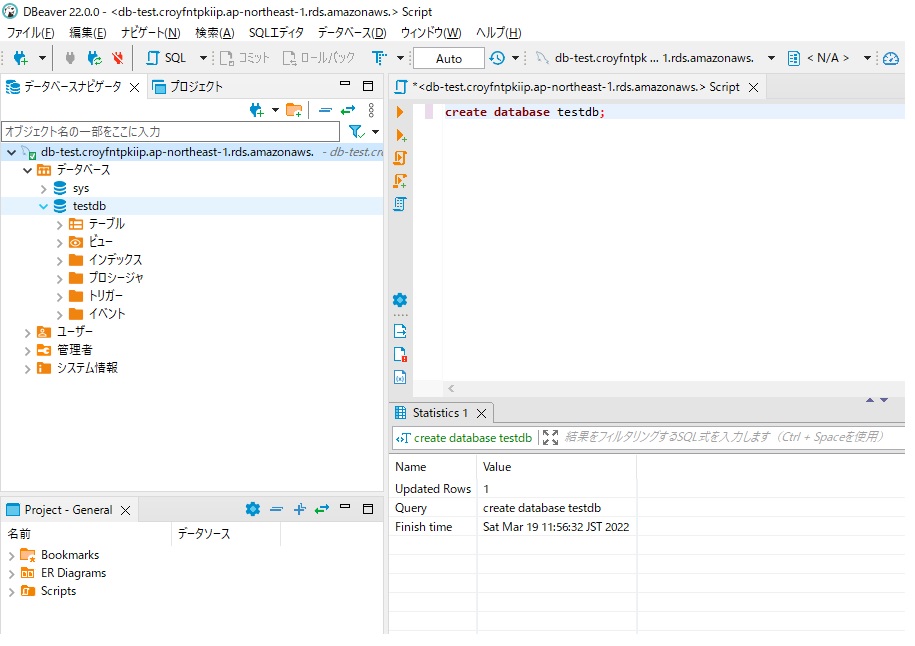 DBeaver 22.0.0 - <db-test.croyfntpkiip.ap-northeast-1.rds.amazonaws.> Script
ファイル(F) 編集(E) ナビゲート(N) 検索(A) SQLエディタ データベース(D) ウィンドウ(W) ヘルプ(H)
SQL コミット ロールバック Auto db-test.croyfntpk ... 1.rds.amazonaws. < N/A >
データベースナビゲータ プロジェクト
オブジェクト名の一部をここに入力
db-test.croyfntpkiip.ap-northeast-1.rds.amazonaws. - db-test.cro
データベース
sys
testdb
テーブル
ビュー
インデックス
プロシージャ
トリガー
イベント
ユーザー
管理者
システム情報
*<db-test.croyfntpkiip.ap-northeast-1.rds.amazonaws.> Script
create database testdb;
Statistics 1
create database testdb 結果をフィルタリングするSQL式を入力します (Ctrl + Spaceを使用)
Name Value
Updated Rows 1
Query create database testdb
Finish time Sat Mar 19 11:56:32 JST 2022
Project - General
名前 データソース
Bookmarks
ER Diagrams
Scripts